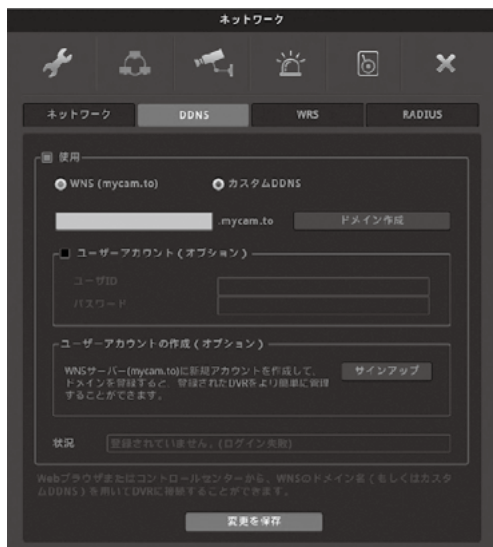 ネットワーク
ネットワーク DDNS WRS RADIUS
使用
WNS (mycam.to) カスタムDDNS
.mycam.to ドメイン作成
ユーザーアカウント(オプション)
ユーザID
パスワード
ユーザーアカウントの作成(オプション)
WNSサーバー(mycam.to)に新規アカウントを作成して、
ドメインを登録すると、登録されたDVRをより簡単に管理
することができます。
サインアップ
状況 登録されていません。(ログイン失敗)
Webブラウザまたはコントロールセンターから、WNSのドメイン名(もしくはカスタ
ムDDNS)を用いてDVRに接続することができます。
変更を保存